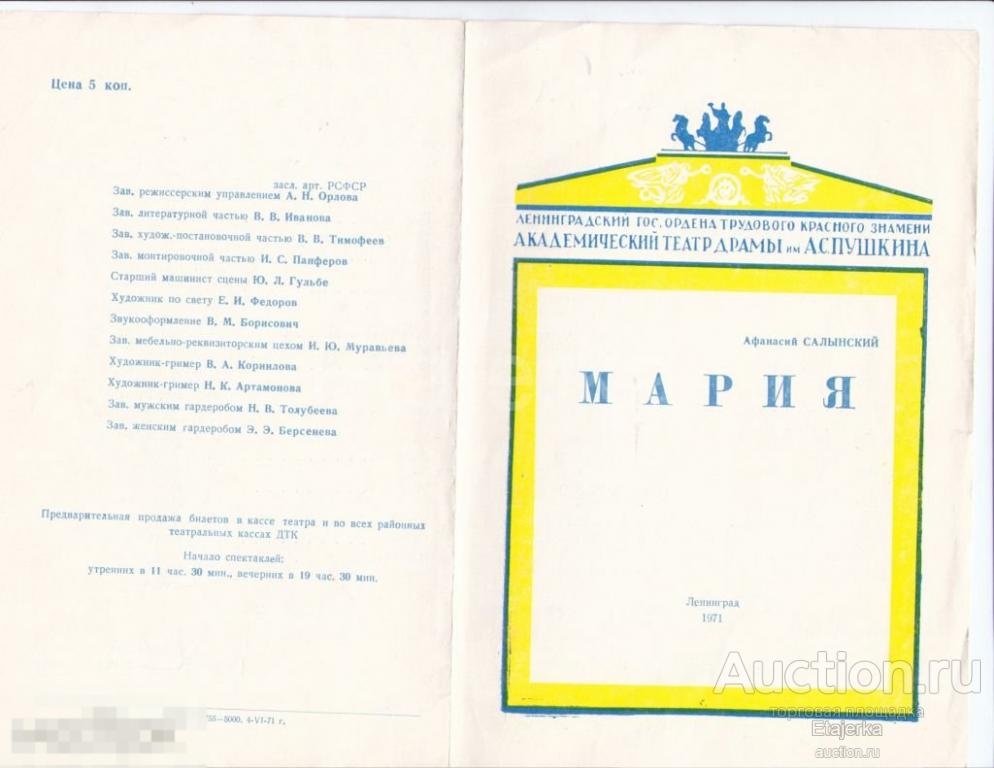 Цена 5 коп.
засл. арт. РСФСР
Зав. режиссерским управлением А. Н. Орлова
Зав. литературной частью В. В. Иванова
Зав. худож.-постановочной частью В. В. Тимофеев
Зав. монтировочной частью И. С. Панферов
Старший машинист сцены Ю. Л. Гульбе
Художник по свету Е. И. Федоров
Звукооформление В. М. Борисович
Зав. мебельно-реквизиторским цехом И. Ю. Муравьева
Художник-гример В. А. Корнилова
Художник-гример Н. К. Артамонова
Зав. мужским гардеробом Н. В. Толубеева
Зав. женским гардеробом Э. Э. Берсенева
Предварительная продажа билетов в кассе театра и во всех районных
театральных кассах ДТК
Начало спектаклей:
утренних в 11 час. 30 мин., вечерних в 19 час. 30 мин.
755—5000. 4-VI-71 г.
ЛЕНИНГРАДСКИЙ ГОС. ОРДЕНА ТРУДОВОГО КРАСНОГО ЗНАМЕНИ
АКАДЕМИЧЕСКИЙ ТЕАТР ДРАМЫ им А.С.ПУШКИНА
Афанасий САЛЫНСКИЙ
МАРИЯ
Ленинград
1971
Auction.ru
торговая площадка
Etajerka
auction.ru